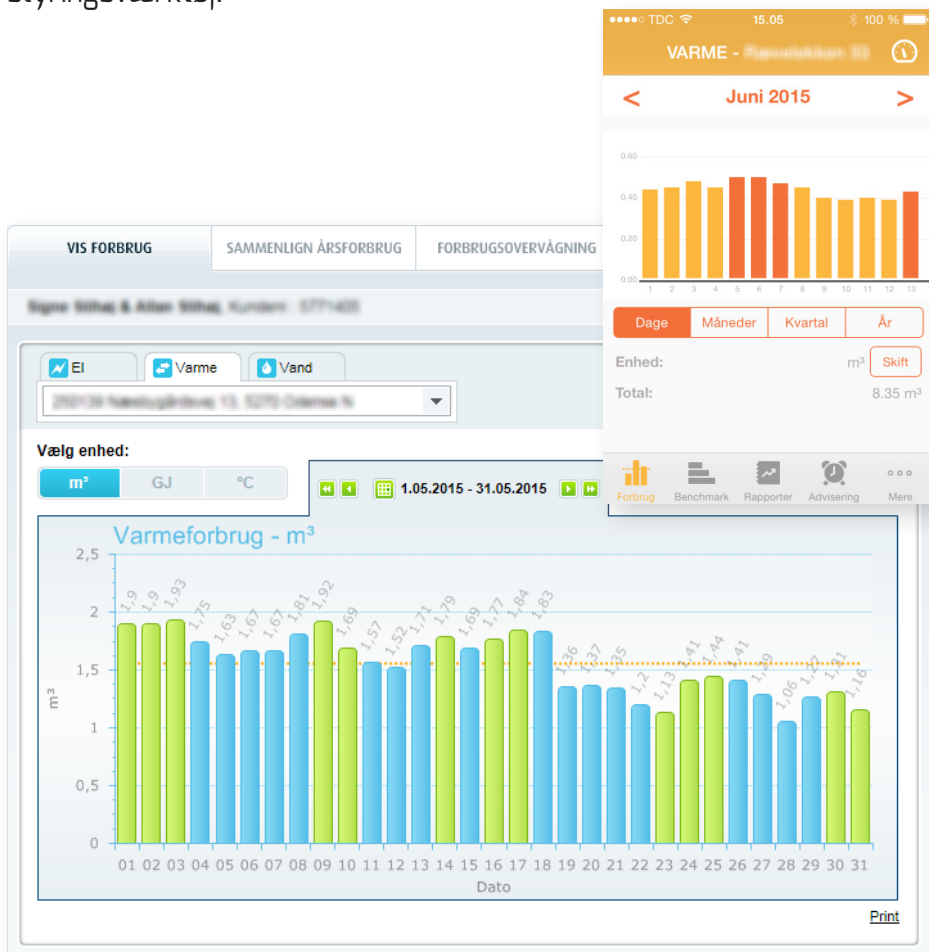 styringsværktøj.
TDC 15.05 100 %
VARME -
< Juni 2015 >
0.60
0.40
0.20
0.00
1 2 3 4 5 6 7 8 9 10 11 12 13
Dage Måneder Kvartal År
Enhed: m³ Skift
Total: 8.35 m³
Forbrug Benchmark Rapporter Advisering Mere
VIS FORBRUG SAMMENLIGN ÅRSFORBRUG FORBRUGSOVERVÅGNING
El Varme Vand
Vælg enhed:
m³ GJ °C
1.05.2015 - 31.05.2015
Varmeforbrug - m³
2,5
2
1,5
1
0,5
0
m³
1,9 1,9 1,93 1,75 1,63 1,67 1,67 1,81 1,92 1,69 1,57 1,52 1,71 1,79 1,69 1,77 1,84 1,83 1,36 1,37 1,35 1,2 1,13 1,41 1,44 1,41 1,29 1,06 1,27 1,31 1,16
01 02 03 04 05 06 07 08 09 10 11 12 13 14 15 16 17 18 19 20 21 22 23 24 25 26 27 28 29 30 31
Dato
Print